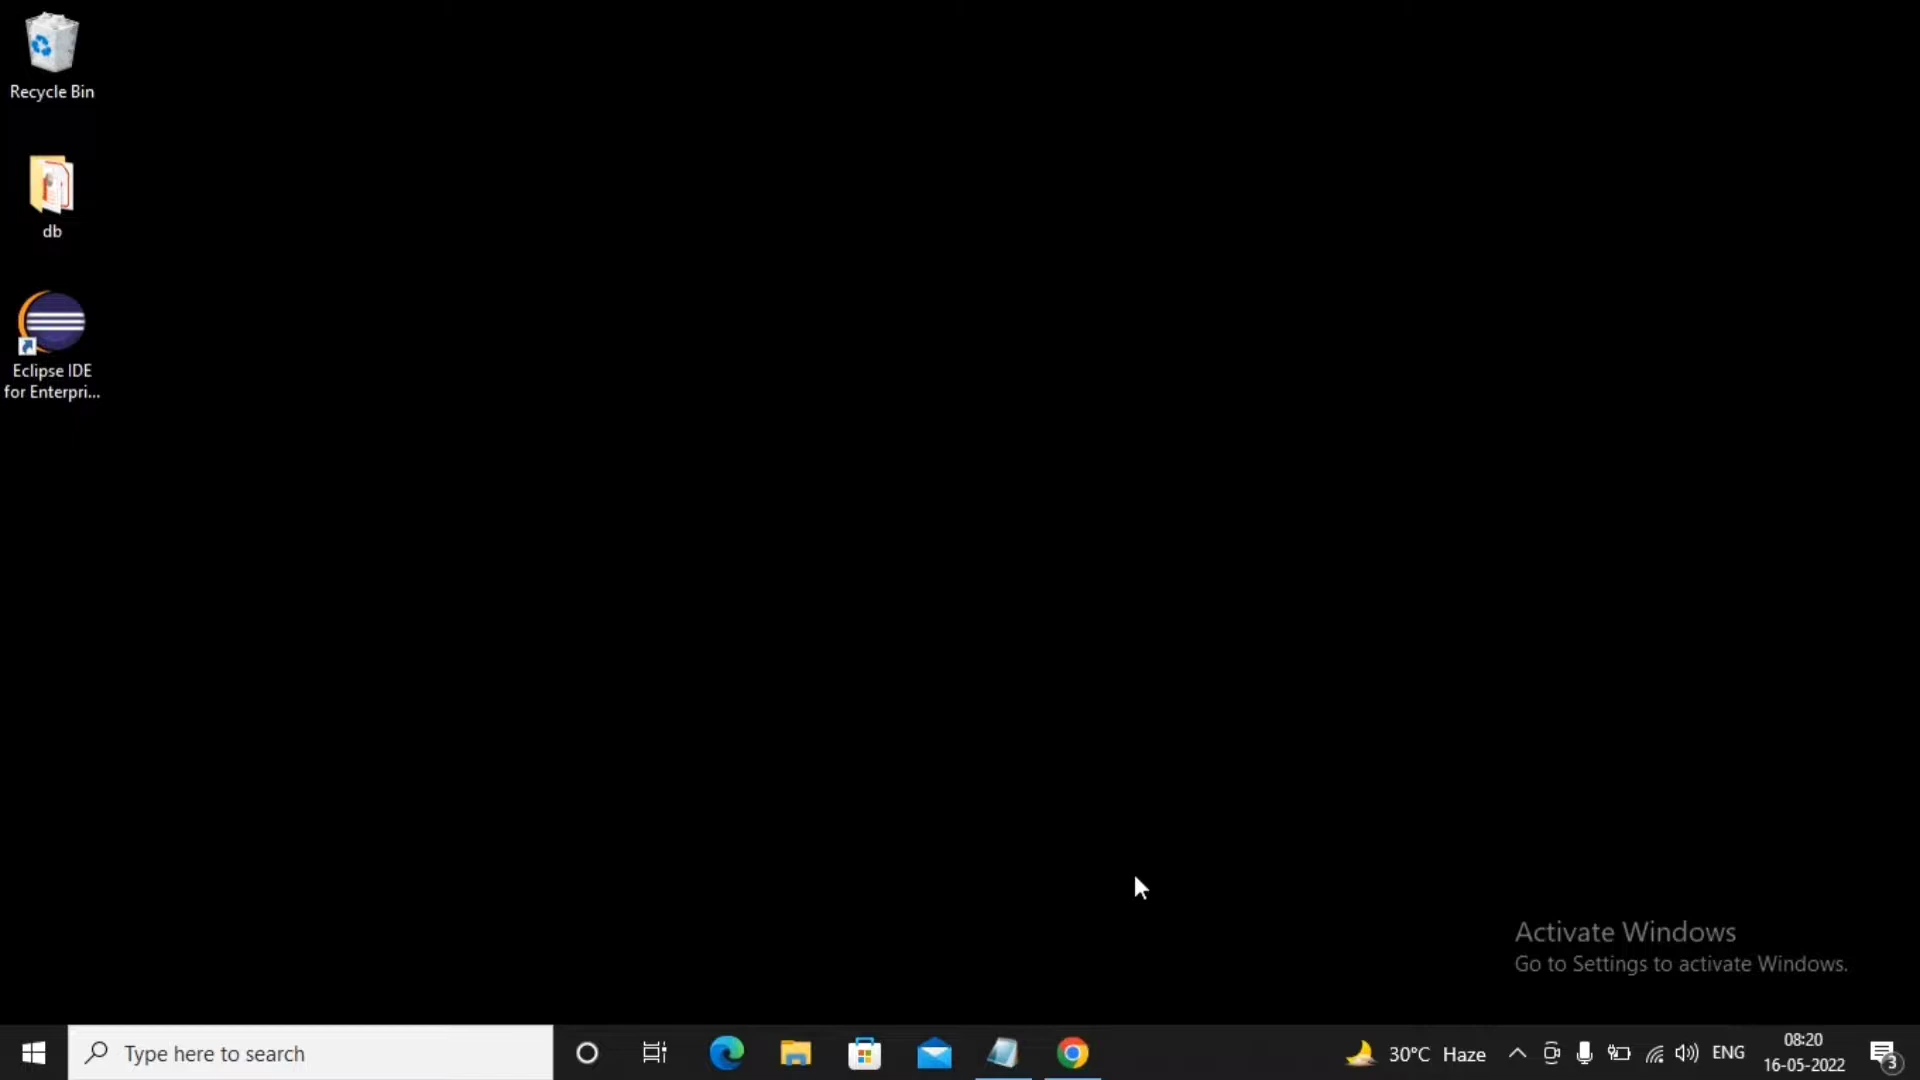 Recycle Bin
db
Eclipse IDE
for Enterpri...
Activate Windows
Go to Settings to activate Windows.
Type here to search
30°C Haze
ENG
08:20
16-05-2022
3